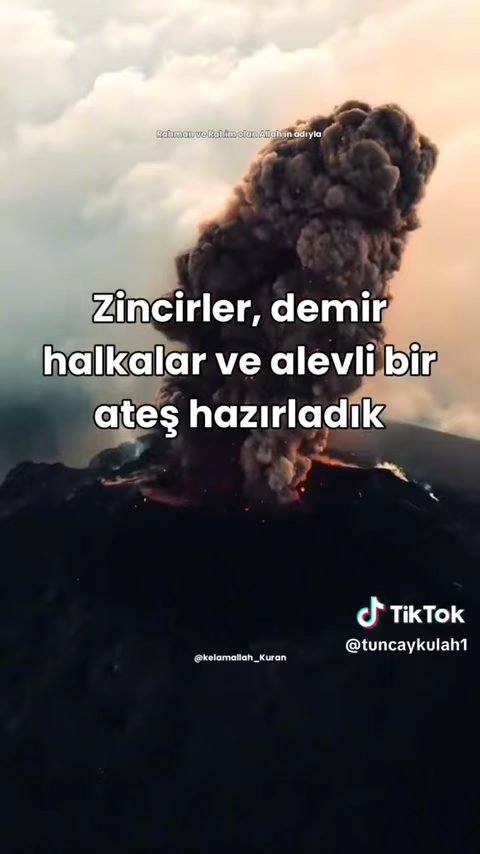 Rahman ve Rahim olan Allah'ın adıyla
Zincirler, demir
halkalar ve alevli bir
ateş hazırladık
TikTok
@tuncaykulah1
@kelamallah_Kuran